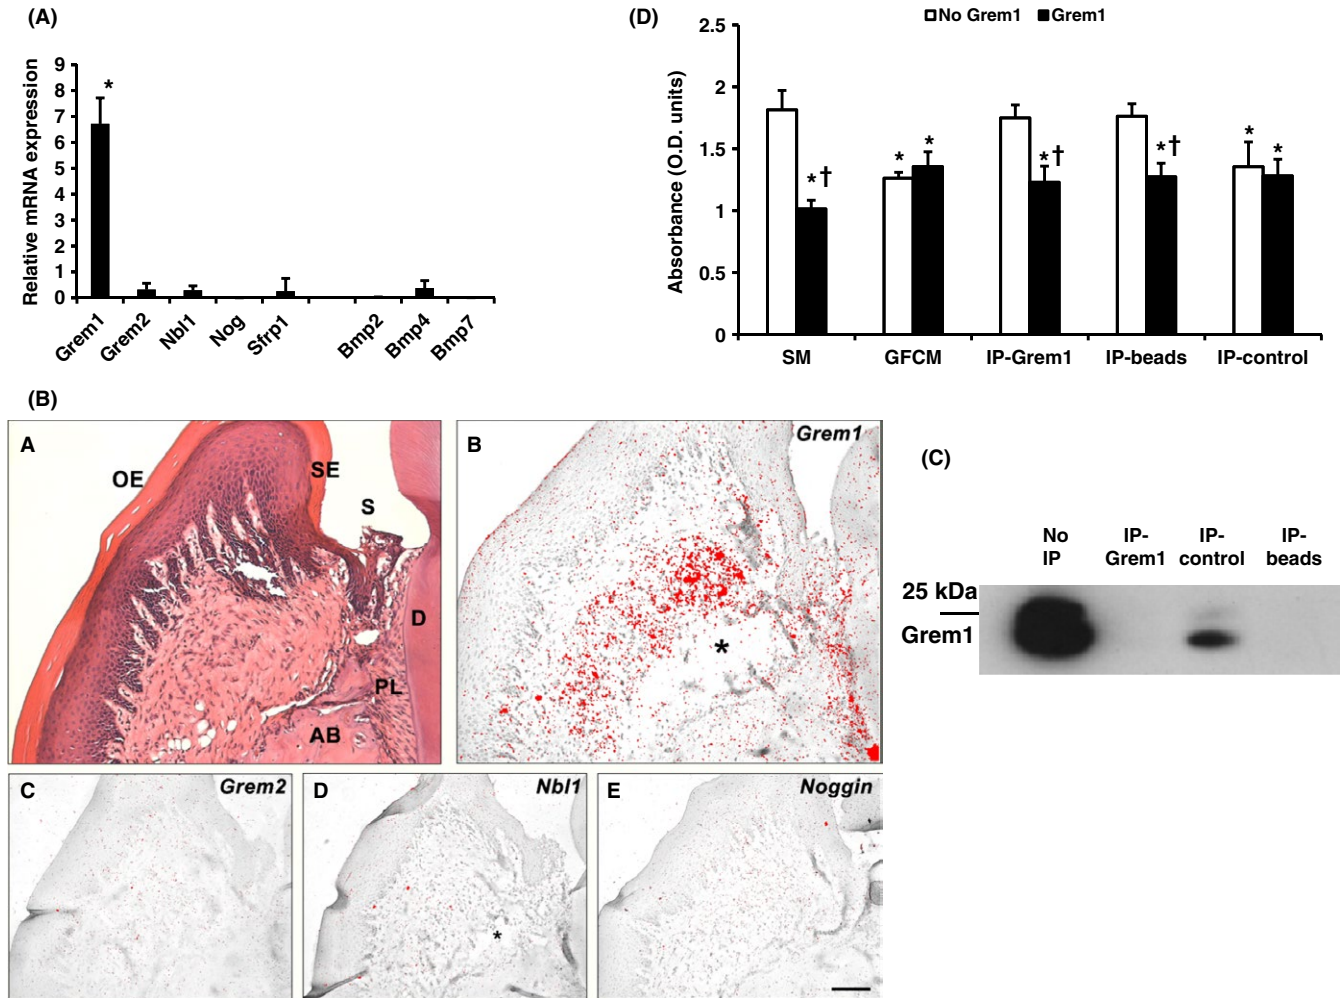 (A)
Relative mRNA expression
9
8
7
6
5
4
3
2
1
0
*
Grem1
Grem2
Nbl1
Nog
Sfrp1
Bmp2
Bmp4
Bmp7
(D)
No Grem1 Grem1
Absorbance (O.D. units)
2.5
2
1.5
1
0.5
0
*† * * *† *† * *
SM GFCM IP-Grem1 IP-beads IP-control
(B)
A
OE
SE
S
D
PL
AB
B
Grem1
*
C
Grem2
D
Nbl1
*
E
Noggin
(C)
No IP- IP- IP-
IP Grem1 control beads
25 kDa
Grem1